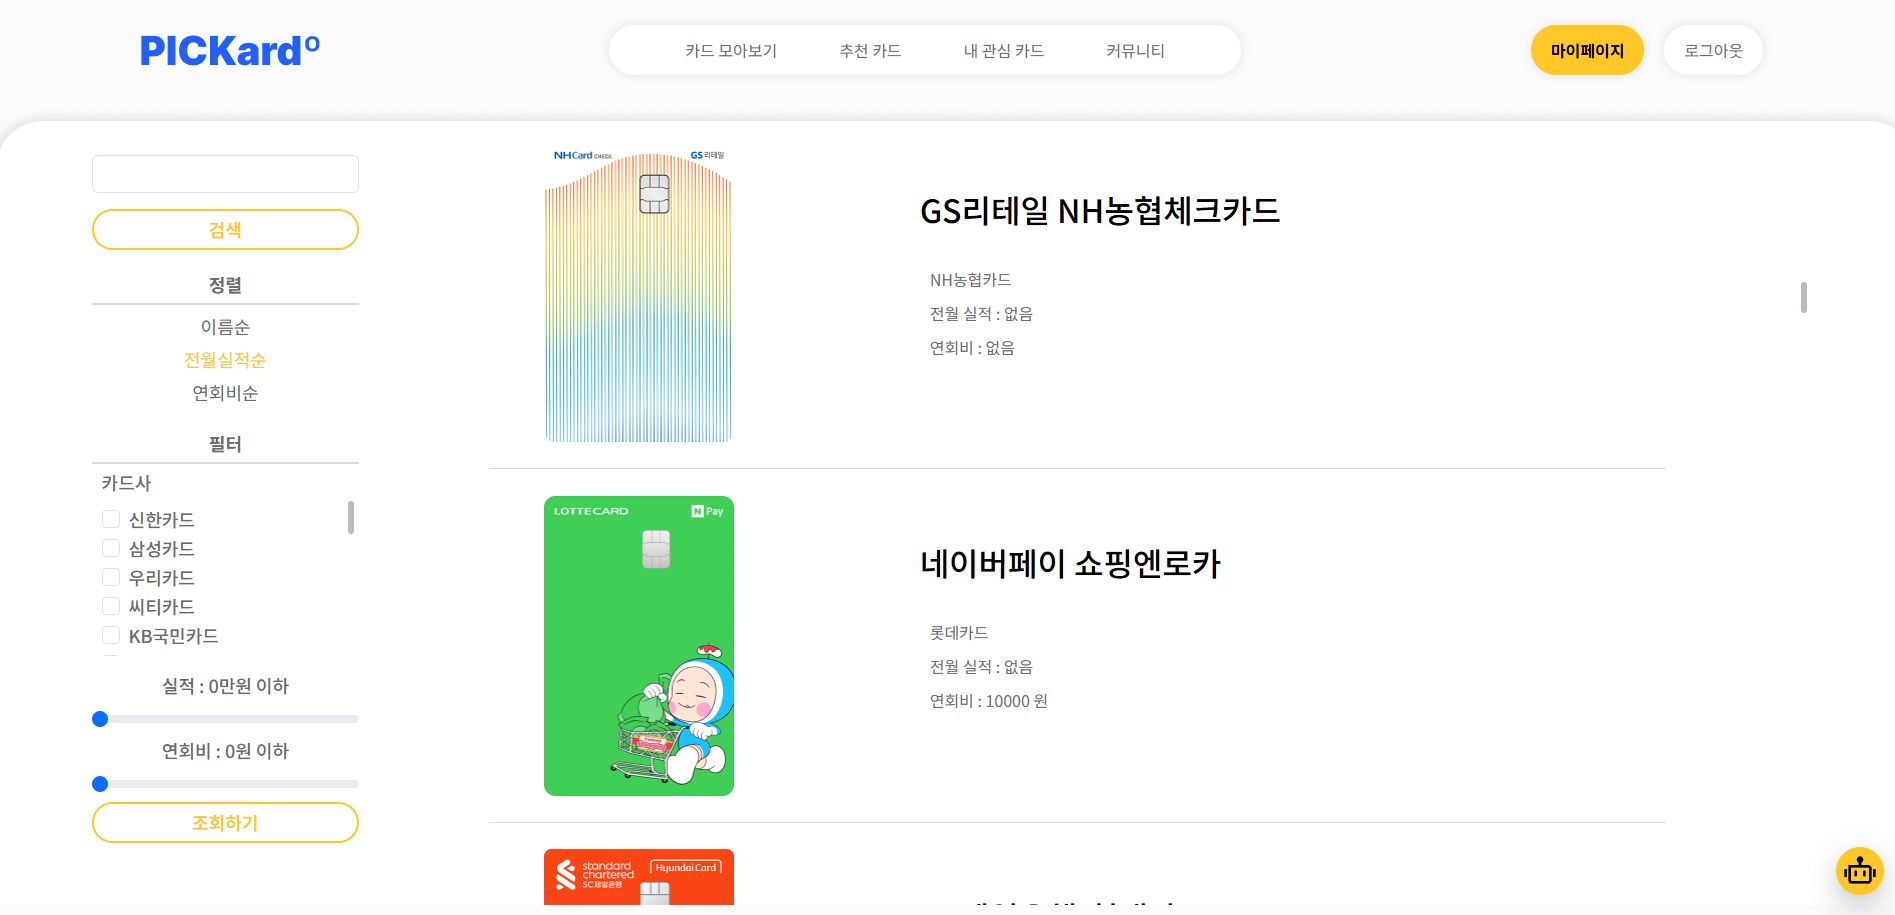 PICKardO
카드 모아보기
추천 카드
내 관심 카드
커뮤니티
마이페이지
로그아웃
검색
정렬
이름순
전월실적순
연회비순
필터
카드사
신한카드
삼성카드
우리카드
씨티카드
KB국민카드
실적 : 0만원 이하
연회비 : 0원 이하
조회하기
NHCard CHECK
GS리테일
GS리테일 NH농협체크카드
NH농협카드
전월 실적 : 없음
연회비 : 없음
LOTTECARD
N Pay
네이버페이 쇼핑엔로카
롯데카드
전월 실적 : 없음
연회비 : 10000 원
standard
chartered
SC제일은행
Hyundai Card